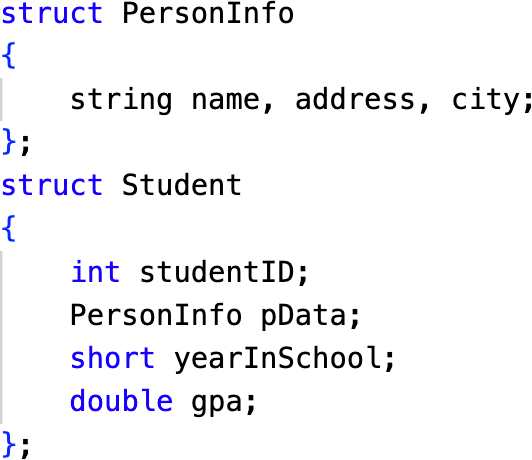 struct PersonInfo
{
    string name, address, city;
};
struct Student
{
    int studentID;
    PersonInfo pData;
    short yearInSchool;
    double gpa;
};